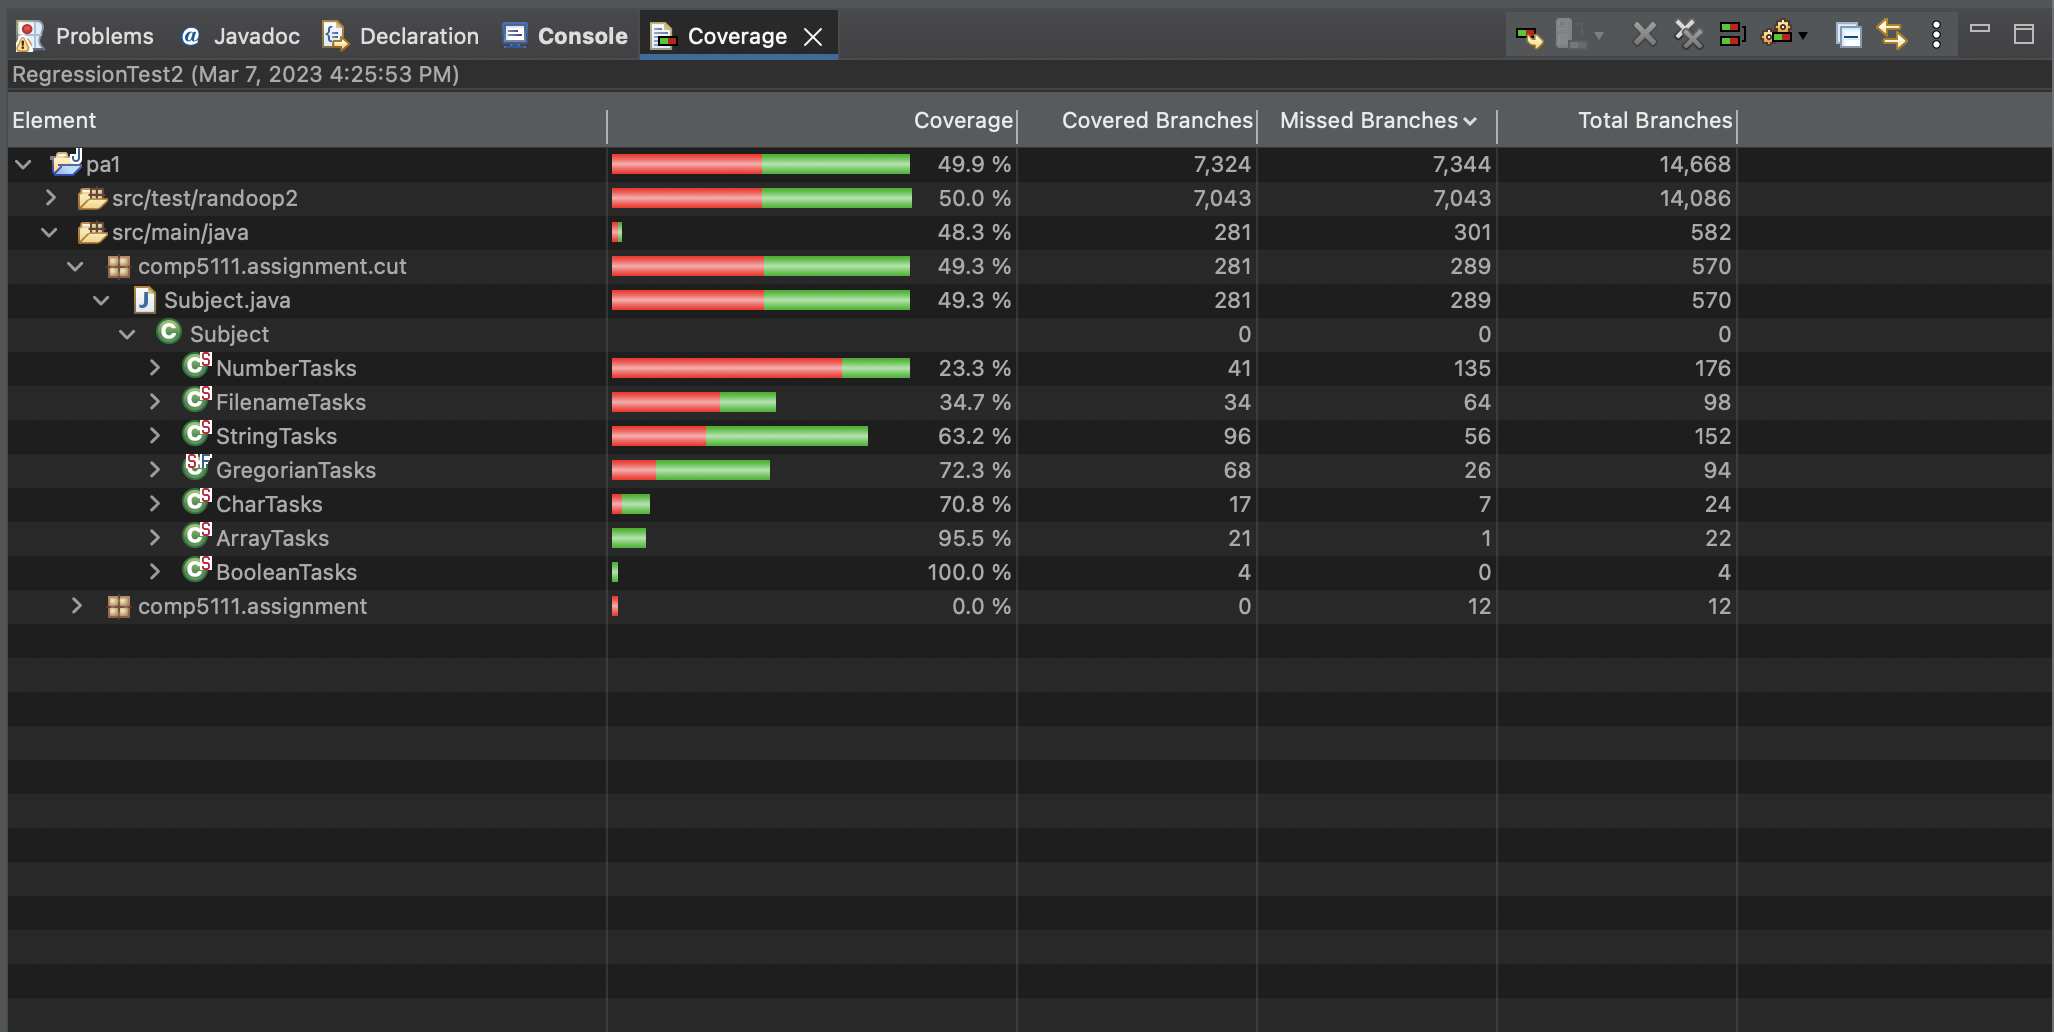 Problems @ Javadoc Declaration Console Coverage
RegressionTest2 (Mar 7, 2023 4:25:53 PM)
Element Coverage Covered Branches Missed Branches Total Branches
pa1 49.9 % 7,324 7,344 14,668
src/test/randoop2 50.0 % 7,043 7,043 14,086
src/main/java 48.3 % 281 301 582
comp5111.assignment.cut 49.3 % 281 289 570
Subject.java 49.3 % 281 289 570
Subject 0 0 0
NumberTasks 23.3 % 41 135 176
FilenameTasks 34.7 % 34 64 98
StringTasks 63.2 % 96 56 152
GregorianTasks 72.3 % 68 26 94
CharTasks 70.8 % 17 7 24
ArrayTasks 95.5 % 21 1 22
BooleanTasks 100.0 % 4 0 4
comp5111.assignment 0.0 % 0 12 12